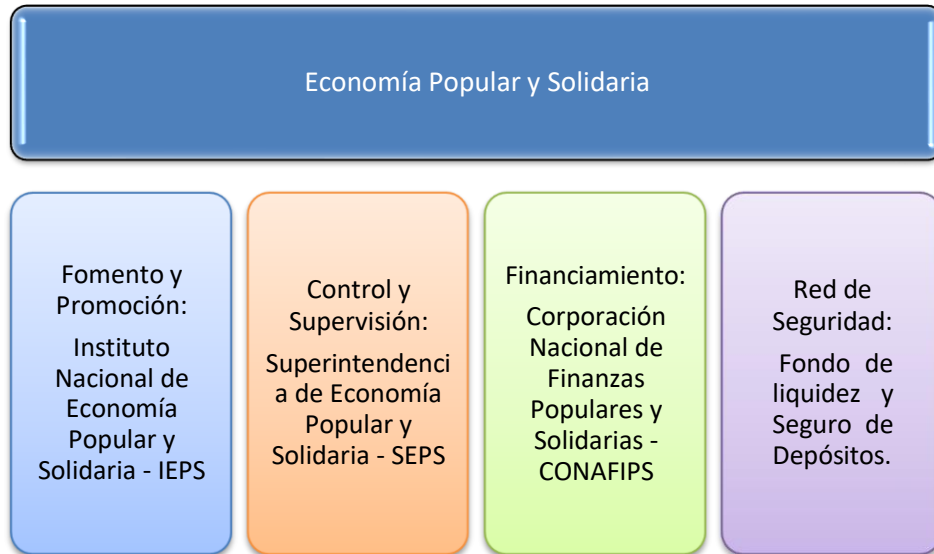 Economía Popular y Solidaria
Fomento y
Promoción:
Instituto
Nacional de
Economía
Popular y
Solidaria - IEPS
Control y
Supervisión:
Superintendenci
a de Economía
Popular y
Solidaria - SEPS
Financiamiento:
Corporación
Nacional de
Finanzas
Populares y
Solidarias -
CONAFIPS
Red de
Seguridad:
Fondo de
liquidez y
Seguro de
Depósitos.